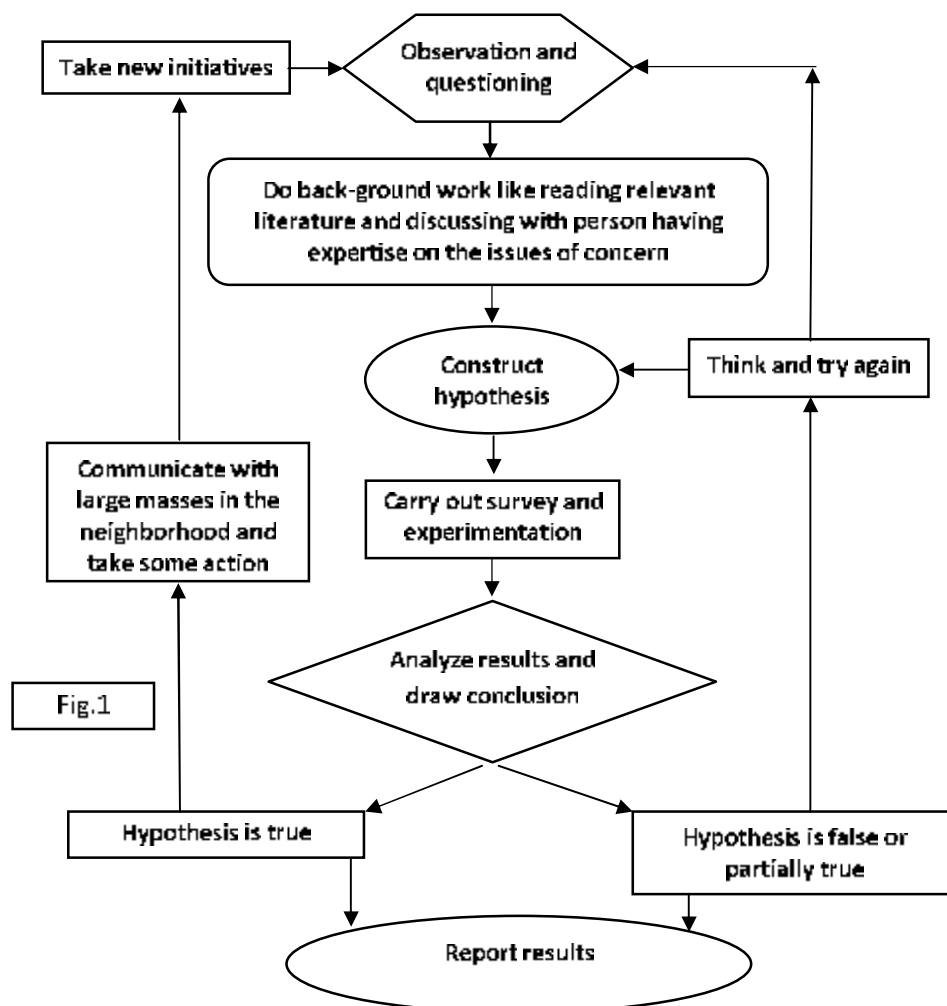 Take new initiatives
Observation and
questioning
Do back-ground work like reading relevant
literature and discussing with person having
expertise on the issues of concern
Construct
hypothesis
Think and try again
Communicate with
large masses in the
neighborhood and
take some action
Carry out survey and
experimentation
Analyze results and
draw conclusion
Fig.1
Hypothesis is true
Hypothesis is false or
partially true
Report results